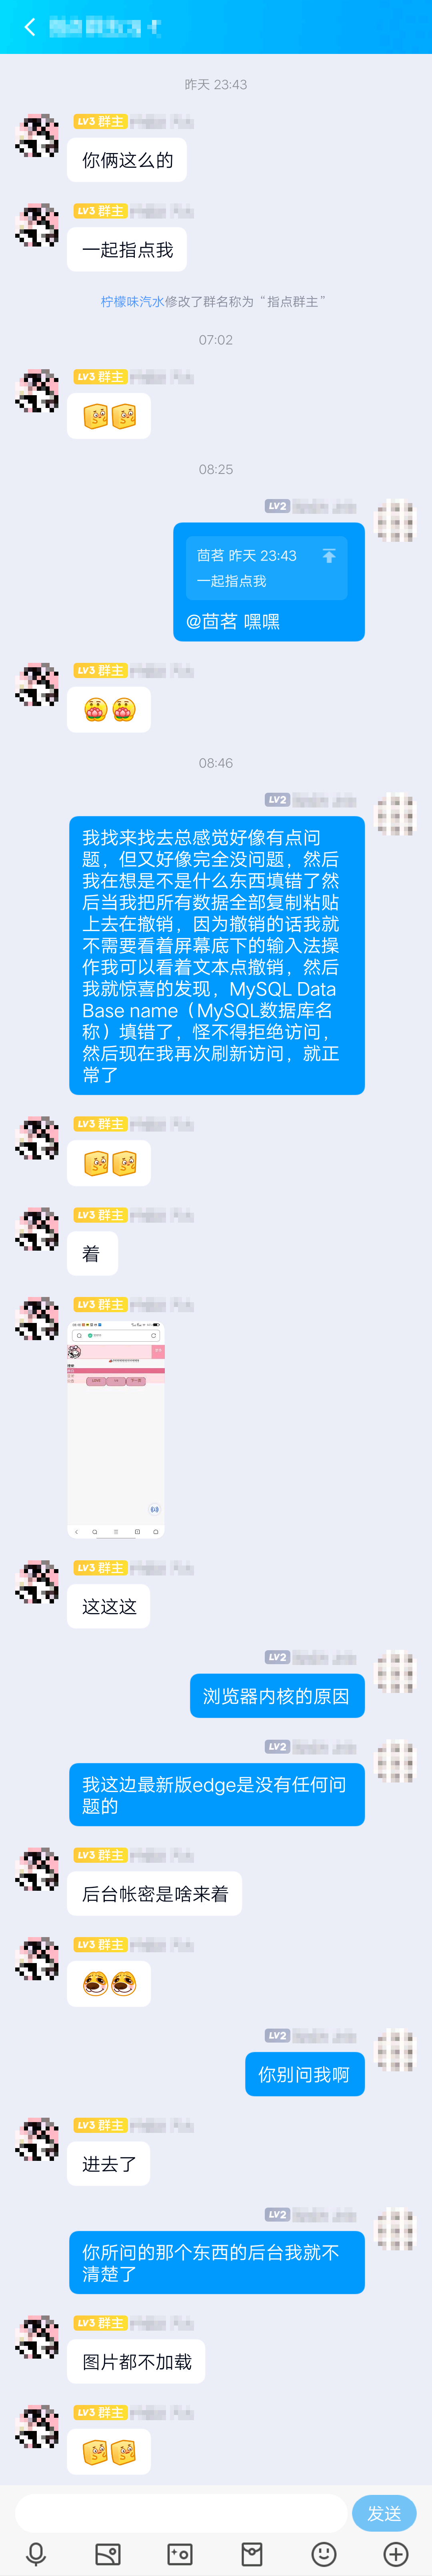 昨天 23:43
LV3 群主
你俩这么的
LV3 群主
一起指点我
柠檬味汽水修改了群名称为“指点群主”
07:02
LV3 群主
08:25
LV2
茴茗 昨天 23:43
一起指点我
@茴茗 嘿嘿
LV3 群主
08:46
LV2
我找来找去总感觉好像有点问
题，但又好像完全没问题，然后
我在想是不是什么东西填错了然
后当我把所有数据全部复制粘贴
上去在撤销，因为撤销的话我就
不需要看着屏幕底下的输入法操
作我可以看着文本点撤销，然后
我就惊喜的发现，MySQL Data
Base name（MySQL数据库名
称）填错了，怪不得拒绝访问，
然后现在我再次刷新访问，就正
常了
LV3 群主
LV3 群主
着
LV3 群主
LV3 群主
这这这
LV2
浏览器内核的原因
LV2
我这边最新版edge是没有任何问
题的
LV3 群主
后台帐密是啥来着
LV3 群主
LV2
你别问我啊
LV3 群主
进去了
LV2
你所问的那个东西的后台我就不
清楚了
LV3 群主
图片都不加载
LV3 群主
发送